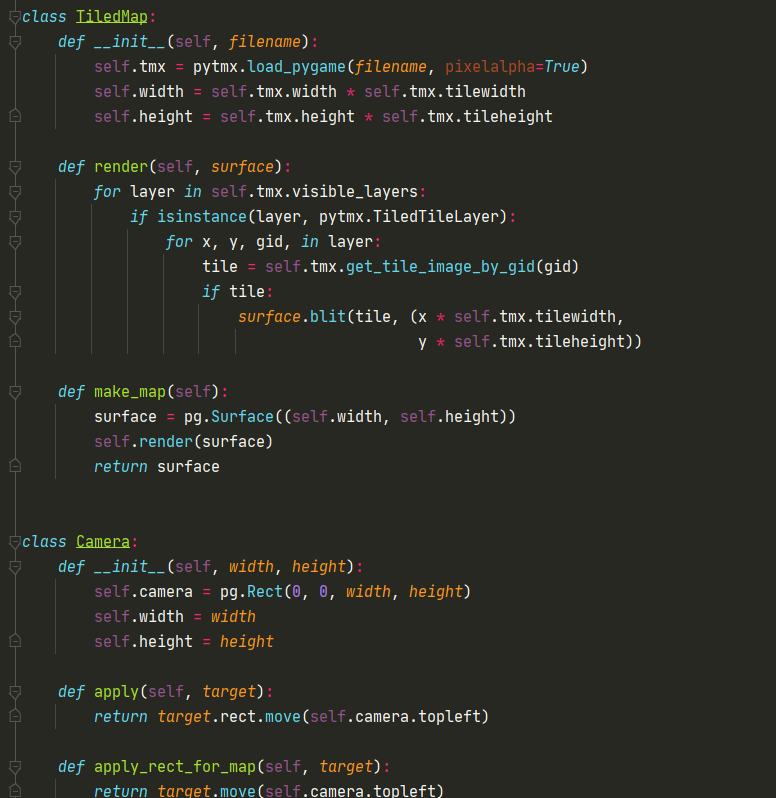 class TiledMap:
    def __init__(self, filename):
        self.tmx = pytmx.load_pygame(filename, pixelalpha=True)
        self.width = self.tmx.width * self.tmx.tilewidth
        self.height = self.tmx.height * self.tmx.tileheight
    def render(self, surface):
        for layer in self.tmx.visible_layers:
            if isinstance(layer, pytmx.TiledTileLayer):
                for x, y, gid, in layer:
                    tile = self.tmx.get_tile_image_by_gid(gid)
                    if tile:
                        surface.blit(tile, (x * self.tmx.tilewidth,
                                            y * self.tmx.tileheight))
    def make_map(self):
        surface = pg.Surface((self.width, self.height))
        self.render(surface)
        return surface
class Camera:
    def __init__(self, width, height):
        self.camera = pg.Rect(0, 0, width, height)
        self.width = width
        self.height = height
    def apply(self, target):
        return target.rect.move(self.camera.topleft)
    def apply_rect_for_map(self, target):
        return target.move(self.camera.topleft)